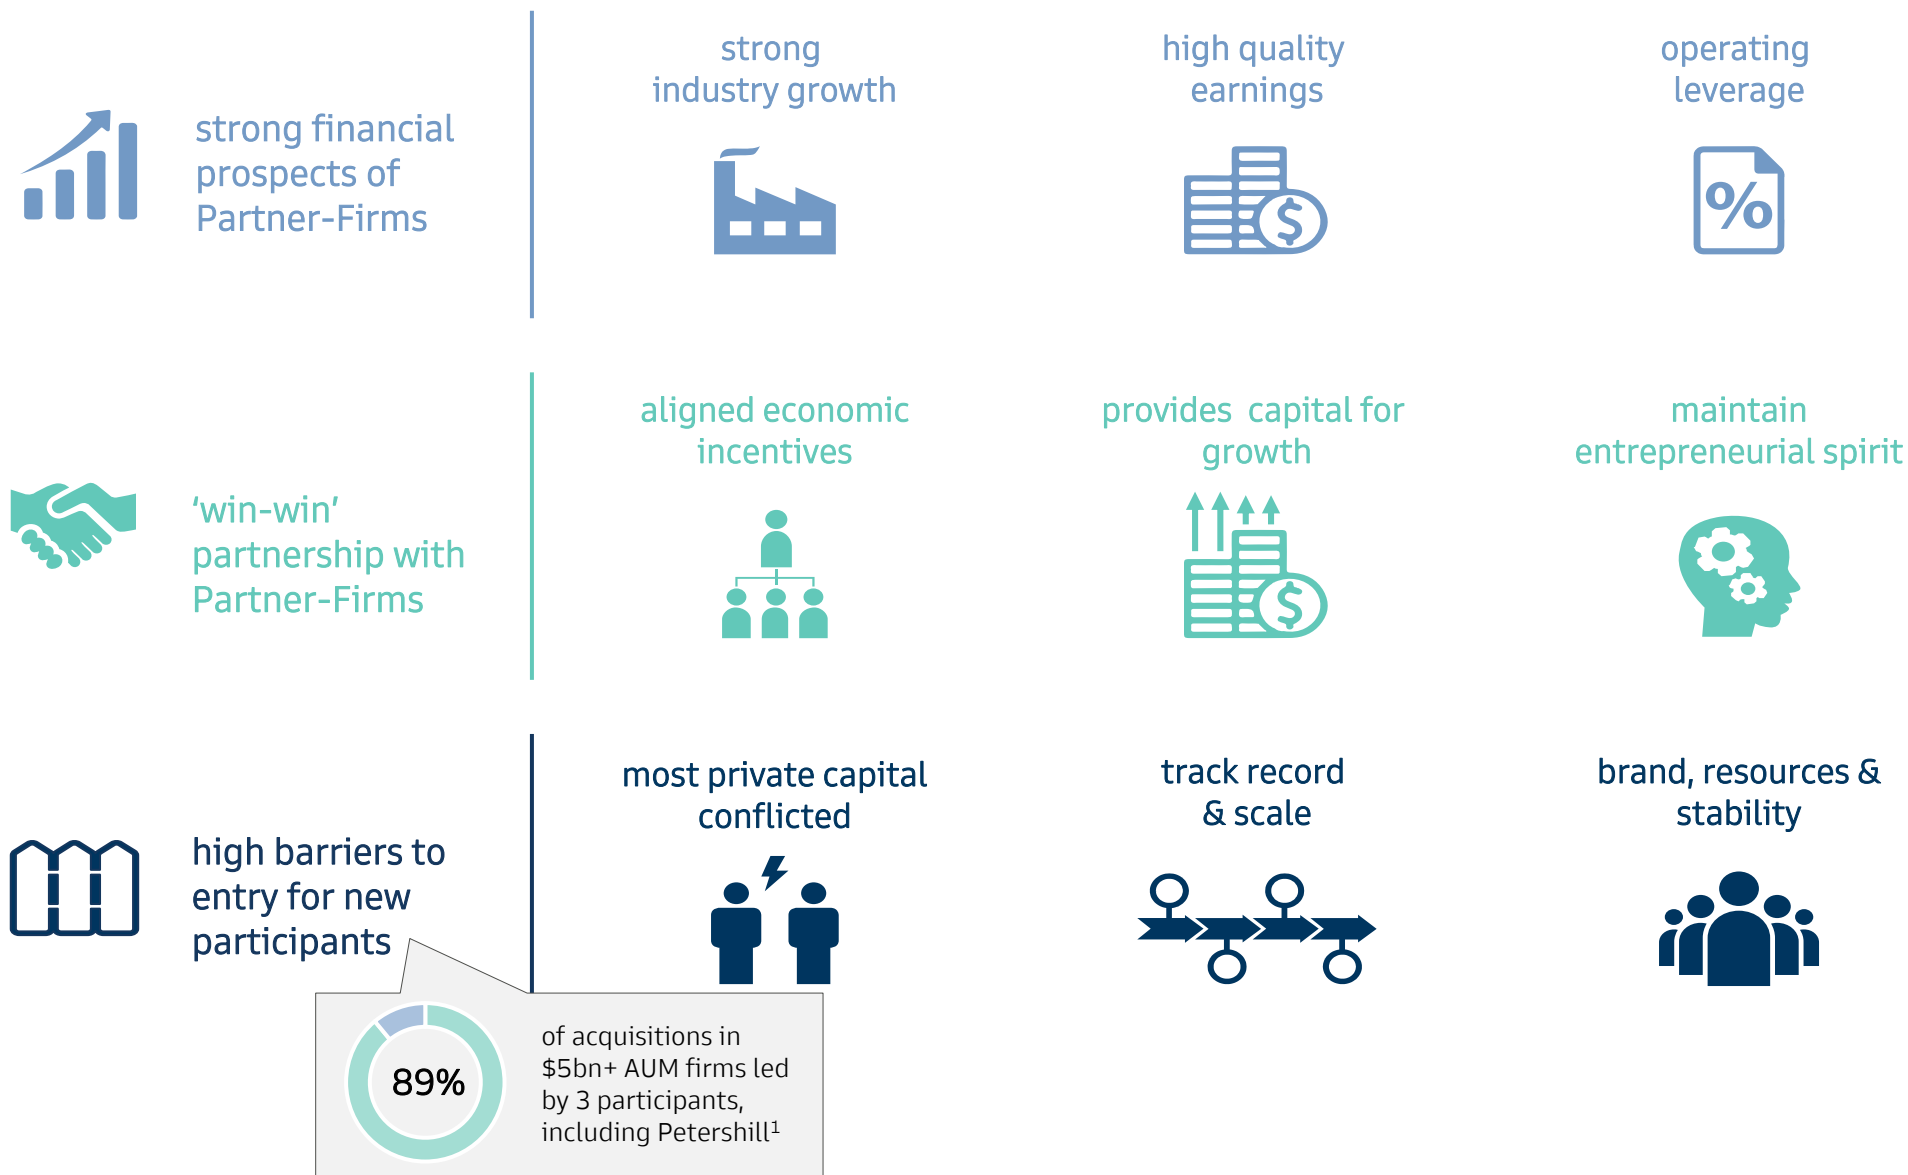 strong financial
prospects of
Partner-Firms
strong
industry growth
high quality
earnings
$
operating
leverage
%
‘win-win’
partnership with
Partner-Firms
aligned economic
incentives
provides capital for
growth
$
maintain
entrepreneurial spirit
high barriers to
entry for new
participants
most private capital
conflicted
track record
& scale
brand, resources &
stability
89%
of acquisitions in
$5bn+ AUM firms led
by 3 participants,
including Petershill¹